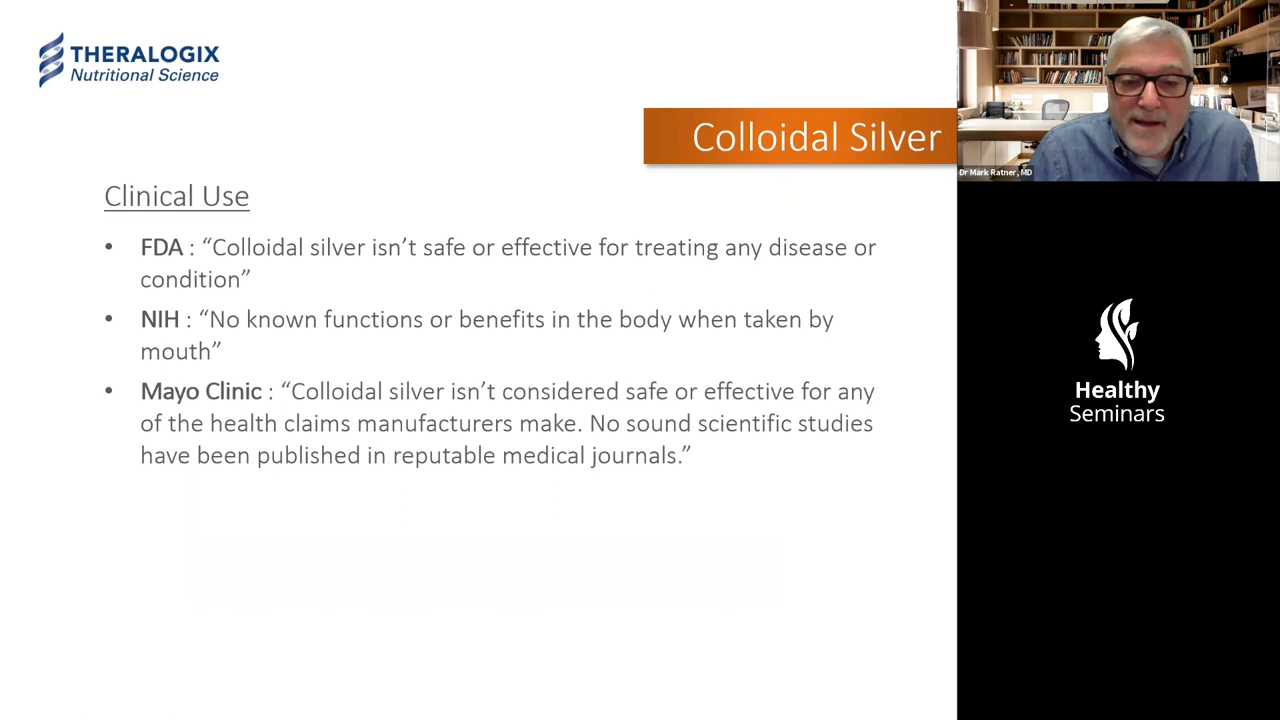 THERALOGIX
Nutritional Science
Colloidal Silver
Dr Mark Ratner, MD
Clinical Use
• FDA : “Colloidal silver isn’t safe or effective for treating any disease or
condition”
• NIH : “No known functions or benefits in the body when taken by
mouth”
• Mayo Clinic : “Colloidal silver isn’t considered safe or effective for any
of the health claims manufacturers make. No sound scientific studies
have been published in reputable medical journals.”
Healthy
Seminars